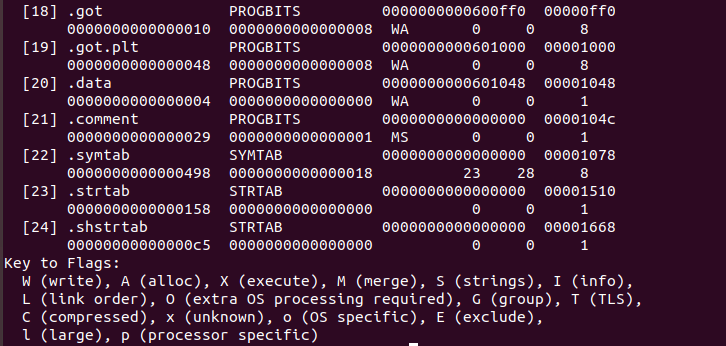 [18] .got PROGBITS 0000000000600ff0 00000ff0
0000000000000010 0000000000000008 WA 0 0 8
[19] .got.plt PROGBITS 0000000000601000 00001000
0000000000000048 0000000000000008 WA 0 0 8
[20] .data PROGBITS 0000000000601048 00001048
0000000000000004 0000000000000000 WA 0 0 1
[21] .comment PROGBITS 0000000000000000 0000104c
0000000000000029 0000000000000001 MS 0 0 1
[22] .symtab SYMTAB 0000000000000000 00001078
0000000000000498 0000000000000018 23 28 8
[23] .strtab STRTAB 0000000000000000 00001510
0000000000000158 0000000000000000 0 0 1
[24] .shstrtab STRTAB 0000000000000000 00001668
00000000000000c5 0000000000000000 0 0 1
Key to Flags:
W (write), A (alloc), X (execute), M (merge), S (strings), I (info),
L (link order), O (extra OS processing required), G (group), T (TLS),
C (compressed), x (unknown), o (OS specific), E (exclude),
l (large), p (processor specific)